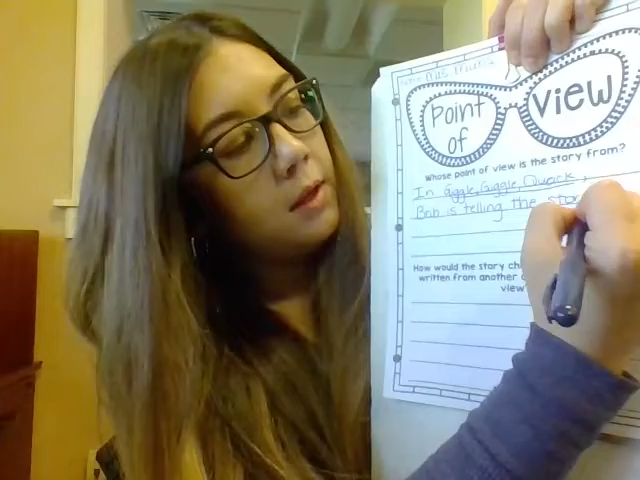 Point
of
View
Whose point of view is the story from?
In Giggle, Giggle, Quack,
Bob is telling the
How would the story
written from another
view